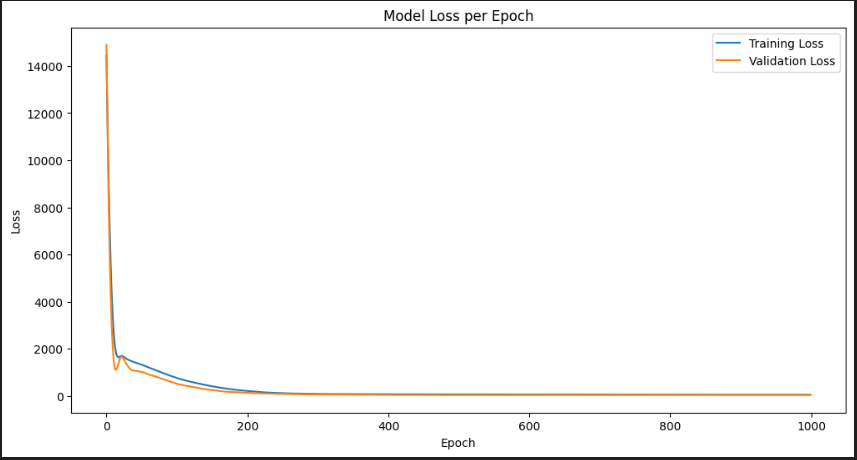 Model Loss per Epoch
Training Loss
Validation Loss
14000
12000
10000
8000
6000
4000
2000
0
Loss
0
200
400
600
800
1000
Epoch